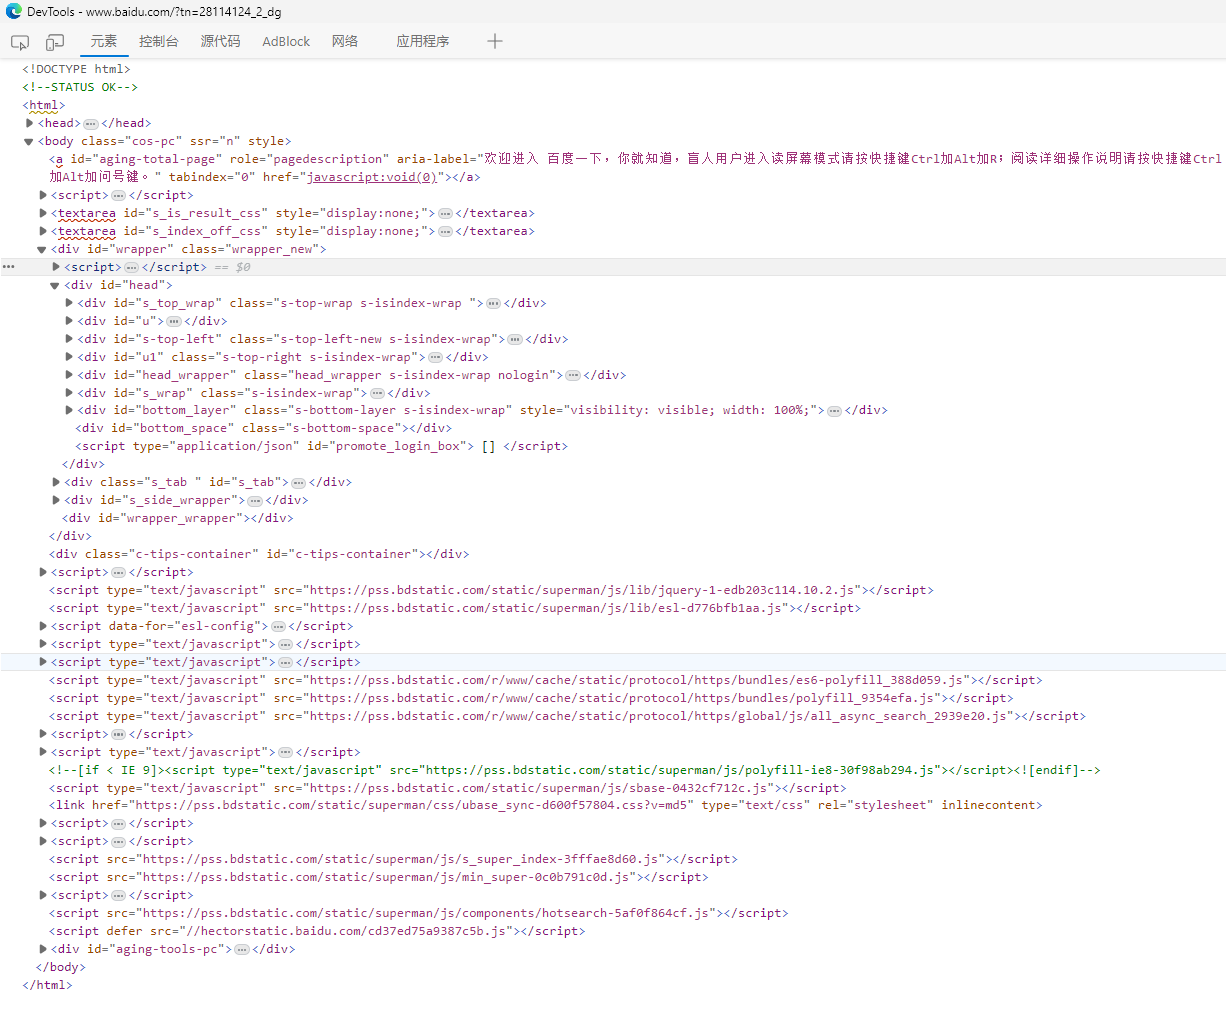 DevTools - www.baidu.com/?tn=28114124_2_dg
元素 控制台 源代码 AdBlock 网络 应用程序
<!DOCTYPE html>
<!--STATUS OK-->
<html>
<head>…</head>
<body class="cos-pc" ssr="n" style>
<a id="aging-total-page" role="pagedescription" aria-label="欢迎进入 百度一下，你就知道，盲人用户进入读屏幕模式请按快捷键Ctrl加Alt加R；阅读详细操作说明请按快捷键Ctrl
加Alt加问号键。" tabindex="0" href="javascript:void(0)"></a>
<script>…</script>
<textarea id="s_is_result_css" style="display:none;">…</textarea>
<textarea id="s_index_off_css" style="display:none;">…</textarea>
<div id="wrapper" class="wrapper_new">
<script>…</script> == $0
<div id="head">
<div id="s_top_wrap" class="s-top-wrap s-isindex-wrap ">…</div>
<div id="u">…</div>
<div id="s-top-left" class="s-top-left-new s-isindex-wrap">…</div>
<div id="u1" class="s-top-right s-isindex-wrap">…</div>
<div id="head_wrapper" class="head_wrapper s-isindex-wrap nologin">…</div>
<div id="s_wrap" class="s-isindex-wrap">…</div>
<div id="bottom_layer" class="s-bottom-layer s-isindex-wrap" style="visibility: visible; width: 100%;">…</div>
<div id="bottom_space" class="s-bottom-space"></div>
<script type="application/json" id="promote_login_box"> [] </script>
</div>
<div class="s_tab " id="s_tab">…</div>
<div id="s_side_wrapper">…</div>
<div id="wrapper_wrapper"></div>
</div>
<div class="c-tips-container" id="c-tips-container"></div>
<script>…</script>
<script type="text/javascript" src="https://pss.bdstatic.com/static/superman/js/lib/jquery-1-edb203c114.10.2.js"></script>
<script type="text/javascript" src="https://pss.bdstatic.com/static/superman/js/lib/esl-d776bfb1aa.js"></script>
<script data-for="esl-config">…</script>
<script type="text/javascript">…</script>
<script type="text/javascript">…</script>
<script type="text/javascript" src="https://pss.bdstatic.com/r/www/cache/static/protocol/https/bundles/es6-polyfill_388d059.js"></script>
<script type="text/javascript" src="https://pss.bdstatic.com/r/www/cache/static/protocol/https/bundles/polyfill_9354efa.js"></script>
<script type="text/javascript" src="https://pss.bdstatic.com/r/www/cache/static/protocol/https/global/js/all_async_search_2939e20.js"></script>
<script>…</script>
<script type="text/javascript">…</script>
<!--[if < IE 9]><script type="text/javascript" src="https://pss.bdstatic.com/static/superman/js/polyfill-ie8-30f98ab294.js"></script><![endif]-->
<script type="text/javascript" src="https://pss.bdstatic.com/static/superman/js/sbase-0432cf712c.js"></script>
<link href="https://pss.bdstatic.com/static/superman/css/ubase_sync-d600f57804.css?v=md5" type="text/css" rel="stylesheet" inlinecontent>
<script>…</script>
<script>…</script>
<script src="https://pss.bdstatic.com/static/superman/js/s_super_index-3fffae8d60.js"></script>
<script src="https://pss.bdstatic.com/static/superman/js/min_super-0c0b791c0d.js"></script>
<script>…</script>
<script src="https://pss.bdstatic.com/static/superman/js/components/hotsearch-5af0f864cf.js"></script>
<script defer src="//hectorstatic.baidu.com/cd37ed75a9387c5b.js"></script>
<div id="aging-tools-pc">…</div>
</body>
</html>